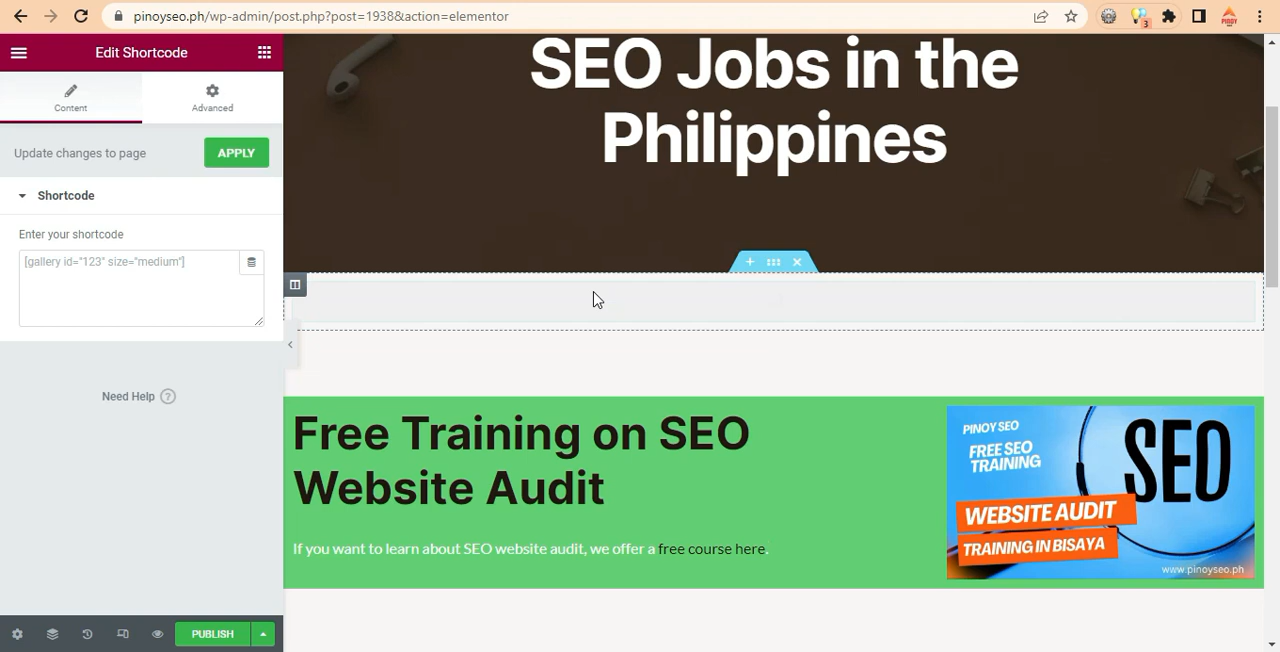 pinoyseo.ph/wp-admin/post.php?post=1938&action=elementor
3
PINOY
Edit Shortcode
Content
Advanced
Update changes to page
APPLY
Shortcode
Enter your shortcode
[gallery id="123" size="medium"]
Need Help ?
PUBLISH
SEO Jobs in the
Philippines
Free Training on SEO
Website Audit
If you want to learn about SEO website audit, we offer a free course here.
PINOY SEO
FREE SEO
TRAINING
SEO
WEBSITE AUDIT
TRAINING IN BISAYA
www.pinoyseo.ph